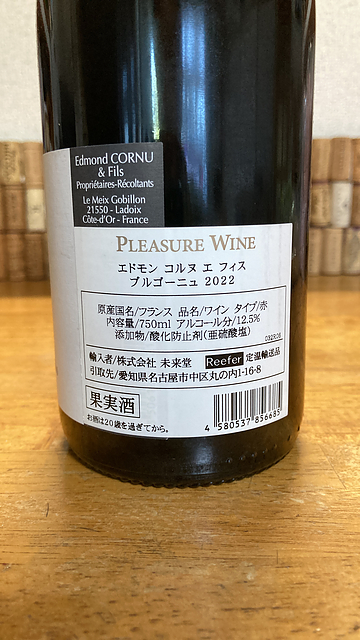 Edmond CORNU
& Fils
Propriétaires-Récoltants
Le Meix Gobillon
21550 - Ladoix
Côte-d'Or - France
PLEASURE WINE
エドモン コルヌ エ フィス
ブルゴーニュ 2022
原産国名/フランス 品名/ワイン タイプ/赤
内容量/750ml アルコール分/12.5%
添加物/酸化防止剤(亜硫酸塩)
輸入者/株式会社 未来堂 Reefer 定温輸送品
引取先/愛知県名古屋市中区丸の内1-16-8
果実酒
お酒は20歳を過ぎてから。
4 580537 856685